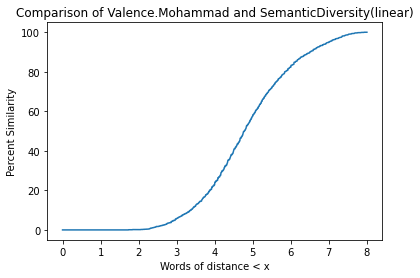 Comparison of Valence.Mohammad and SemanticDiversity(linear)
100
80
60
40
20
0
Percent Similarity
0 1 2 3 4 5 6 7 8
Words of distance < x